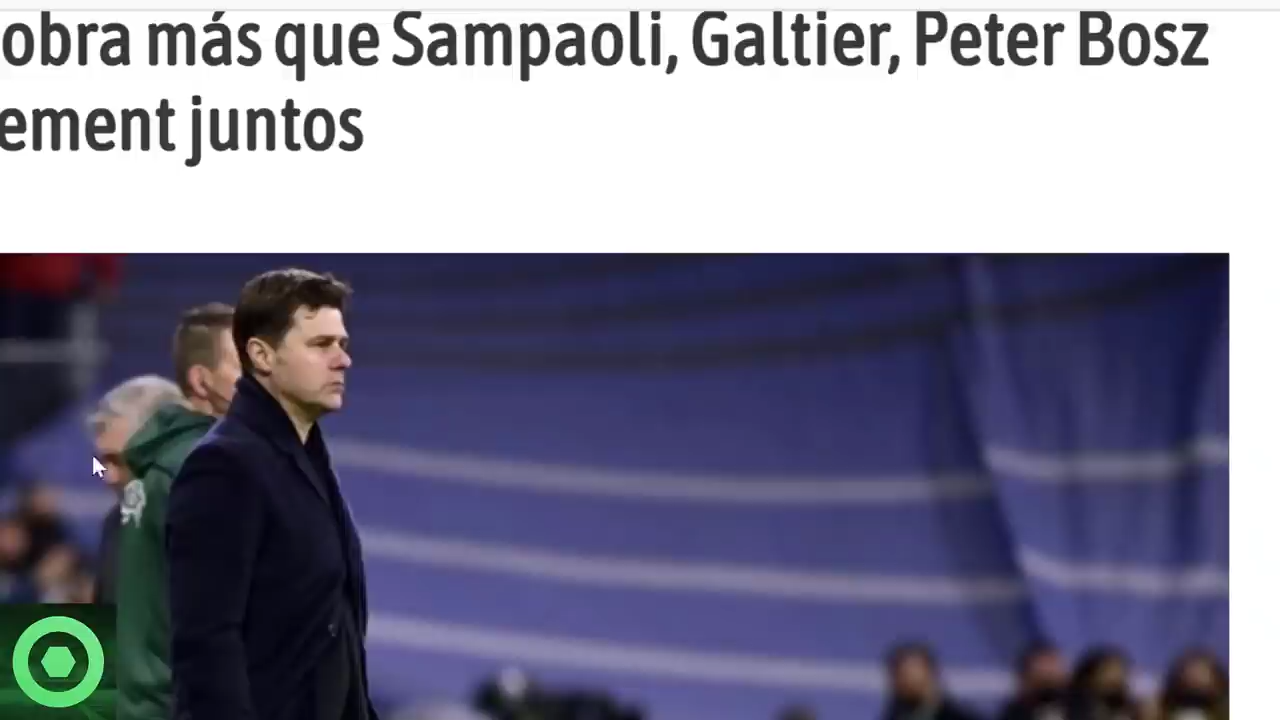 obra más que Sampaoli, Galtier, Peter Bosz
ement juntos